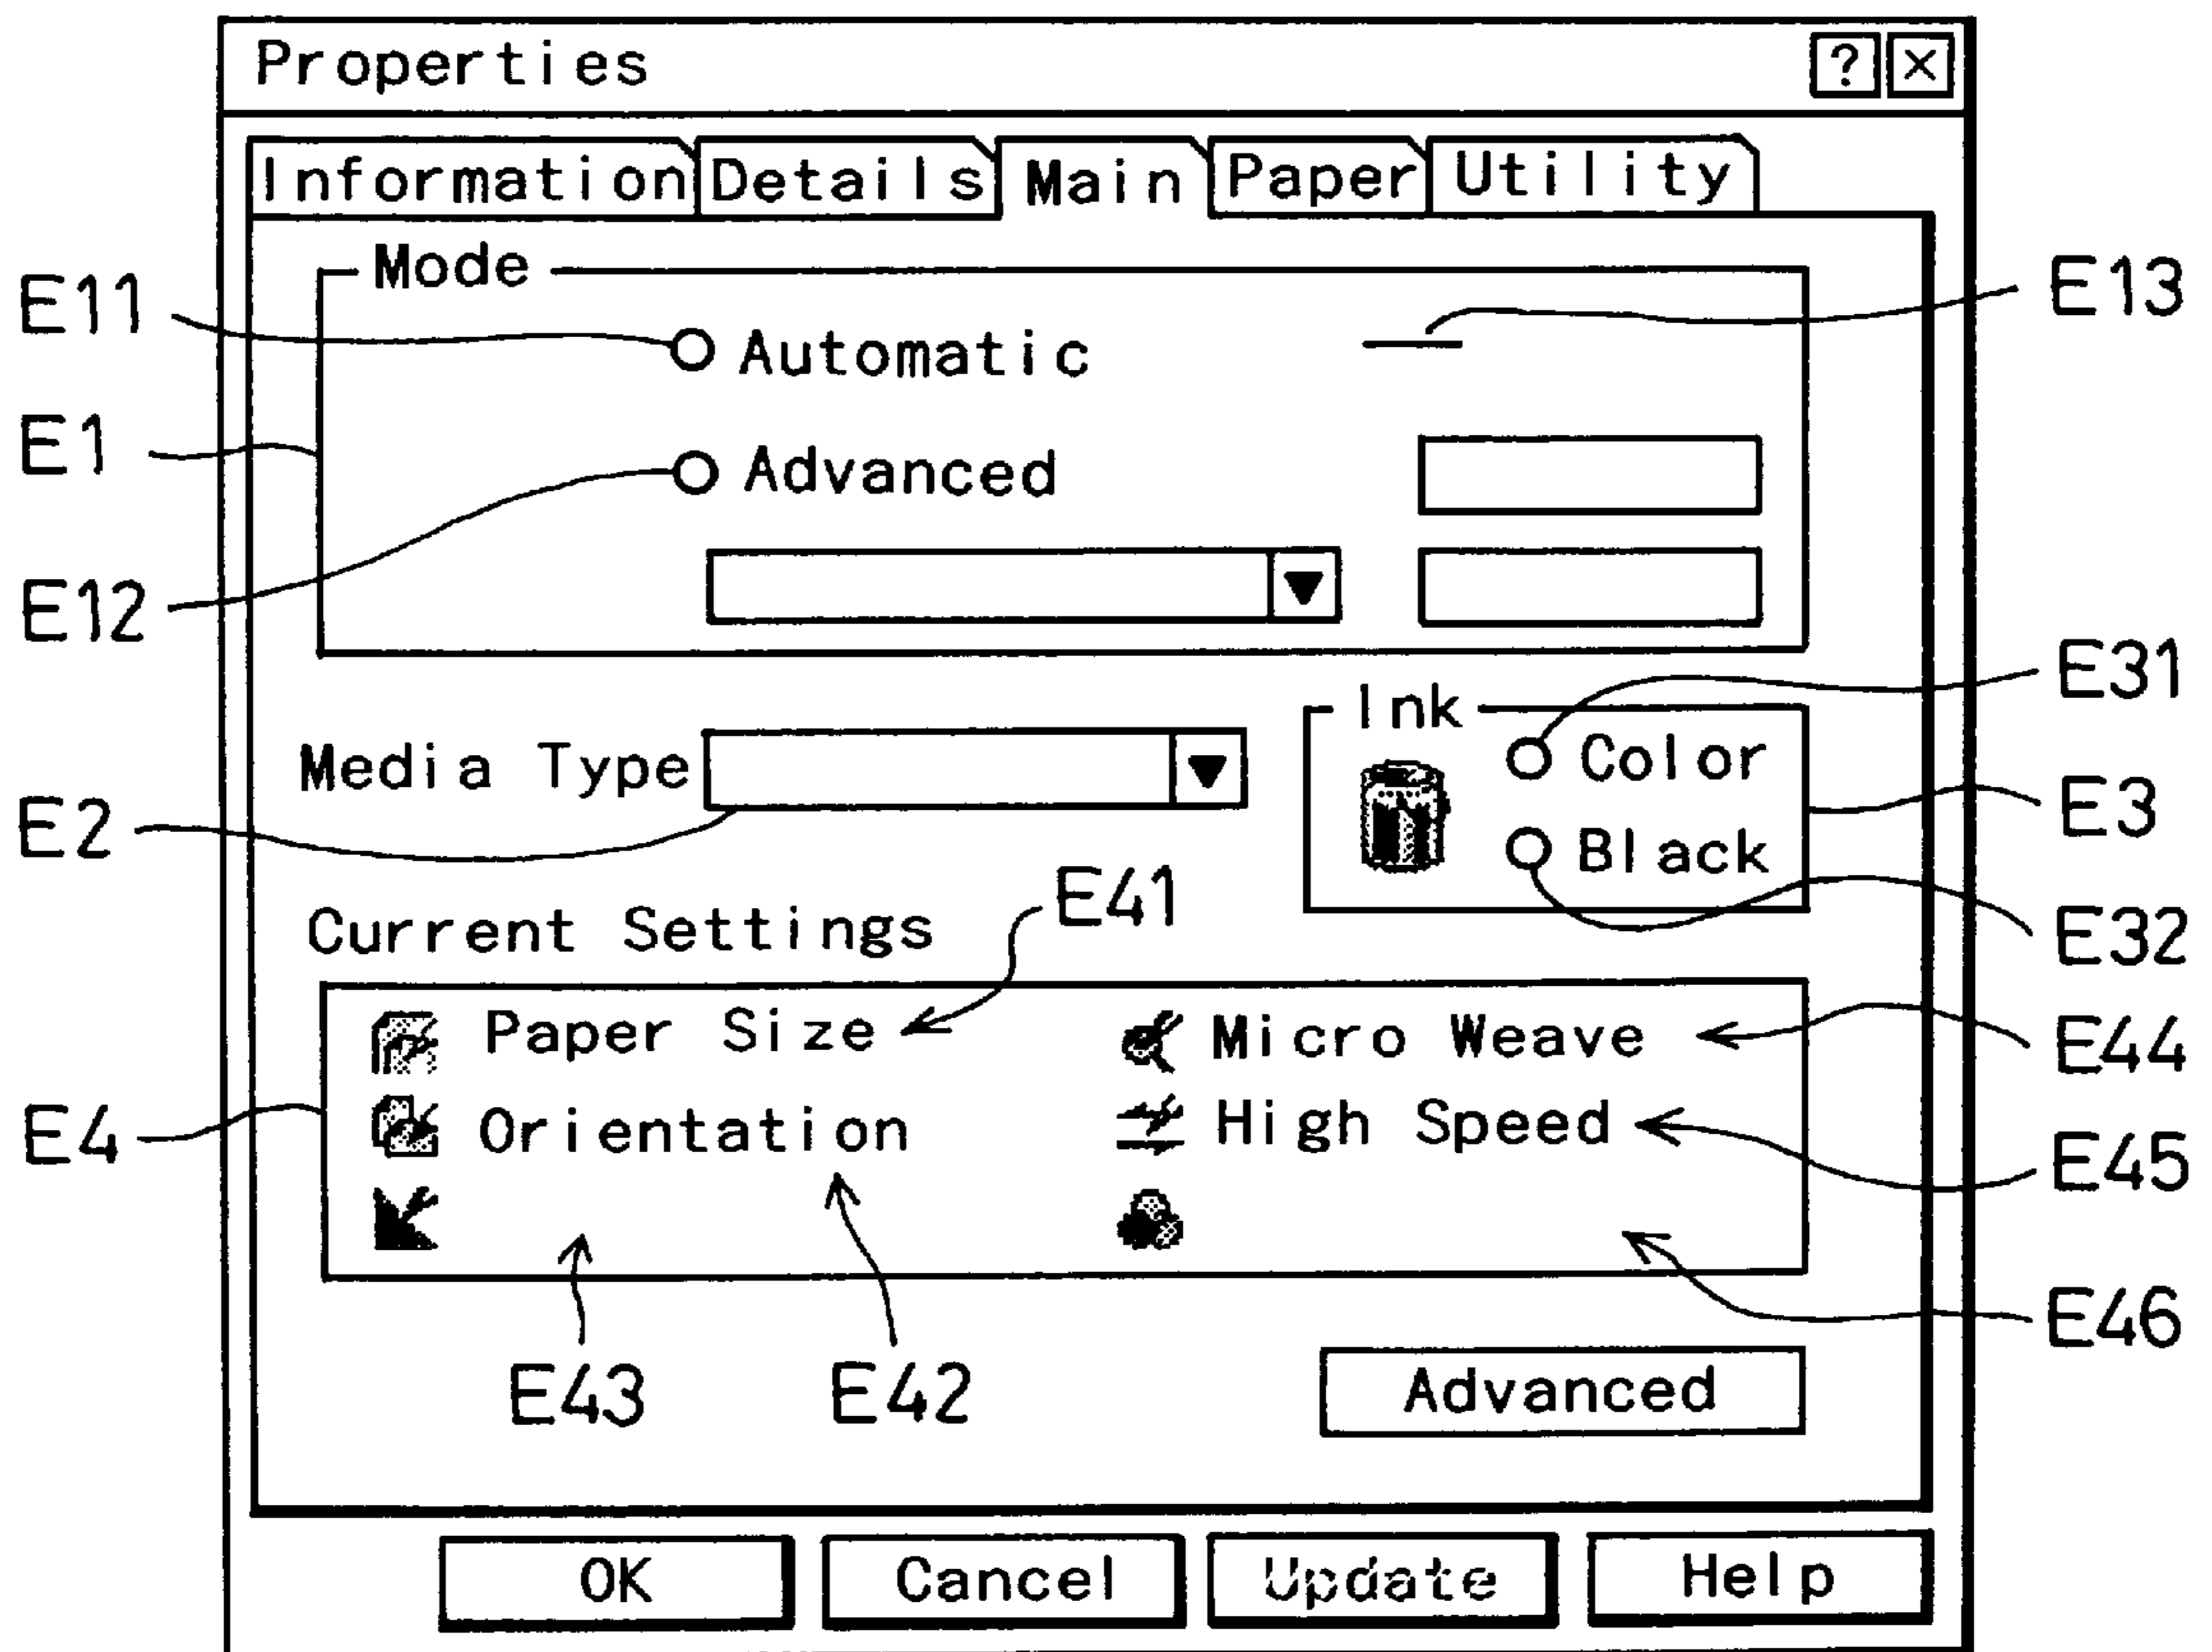 Properties ? ×
Information Details Main Paper Utility
Mode
E11
E13
Automatic
E1
Advanced
E12
E31
Ink
Color
Media Type
E3
E2
Black
E41
E32
Current Settings
Paper Size
Micro Weave
E44
E4
Orientation
High Speed
E45
E46
E43
E42
Advanced
OK Cancel Update Help